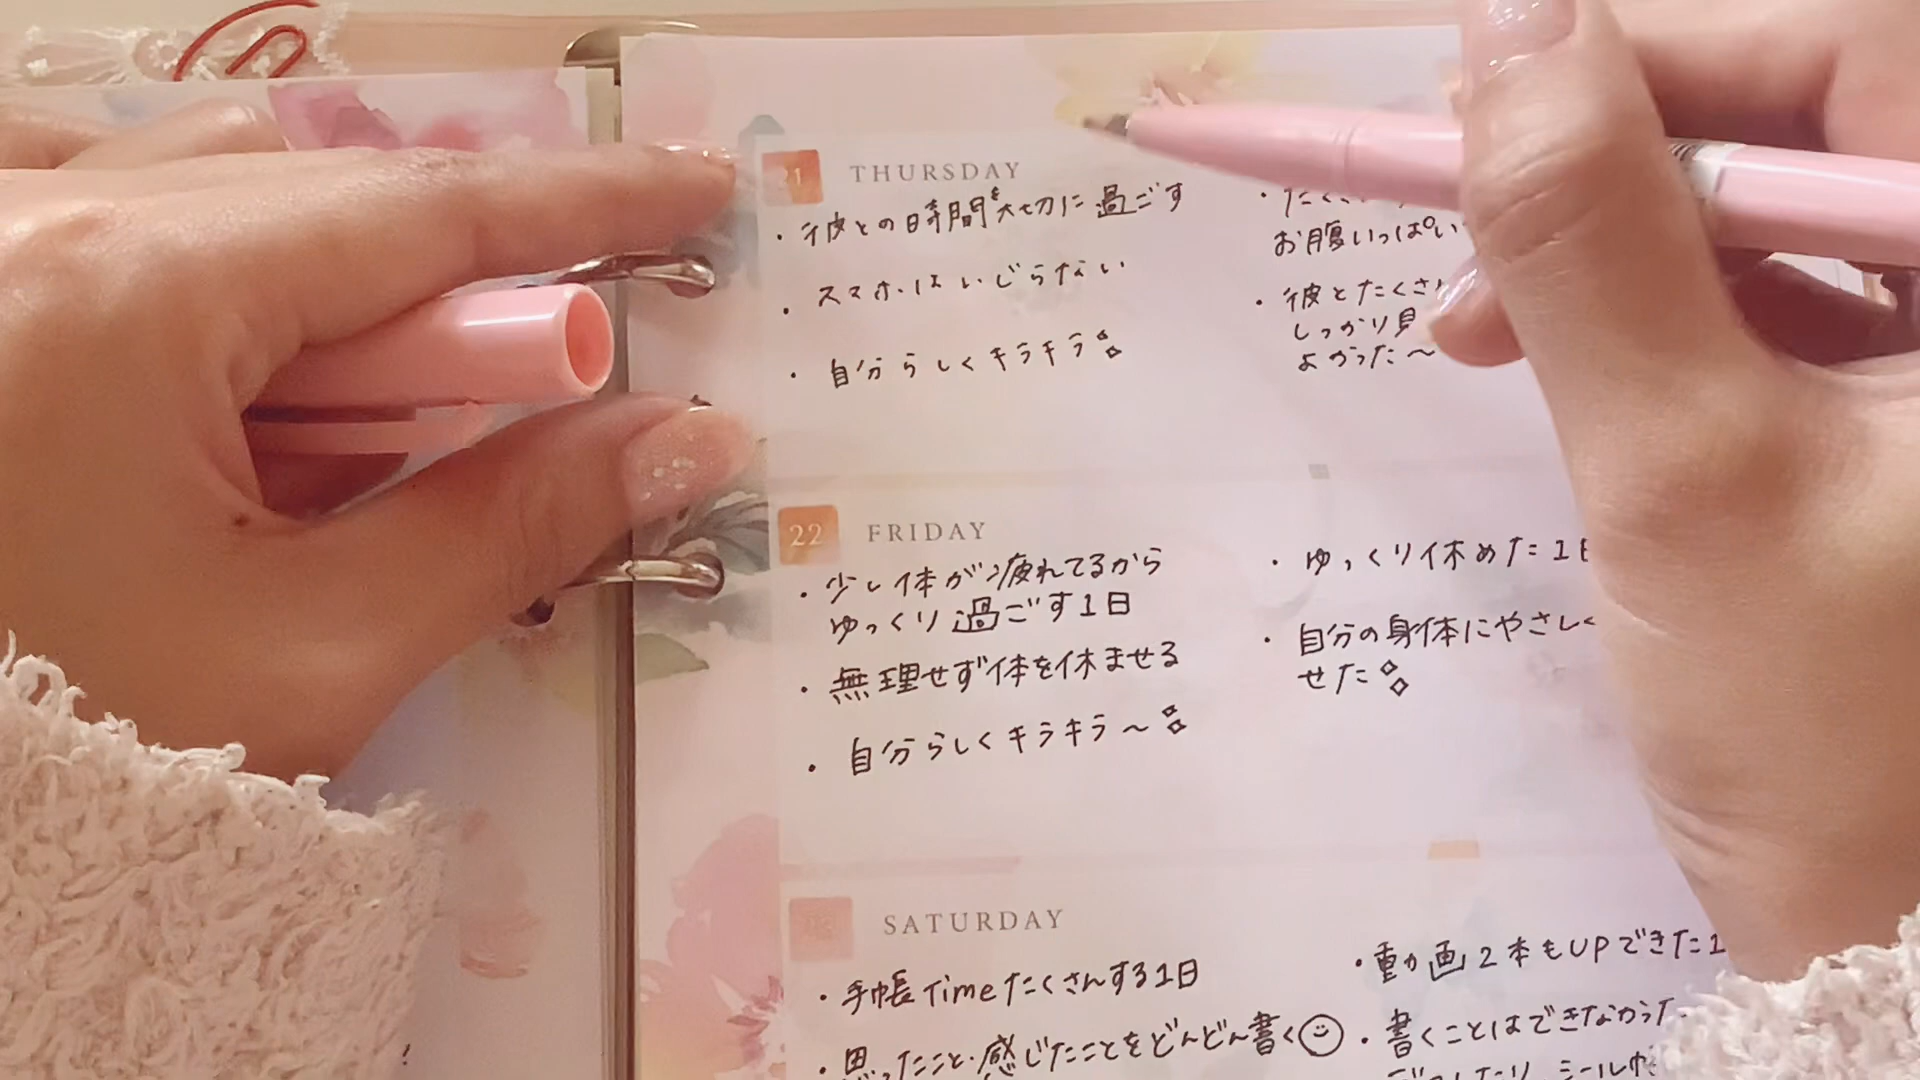 21 THURSDAY
・彼との時間を大切に過ごす
・スマホはいじらない
・自分らしくキラキラ
お腹いっぱい
・彼とたくさ
しっかり見
よかった〜
22 FRIDAY
・少し体が疲れてるから
ゆっくり過ごす1日
・無理せず体を休ませる
・自分らしくキラキラ〜
・ゆっくり休めた1日
・自分の身体にやさしく
せた
SATURDAY
・手帳Timeたくさんする1日
・思ったこと・感じたことをどんどん書く
・動画2本もUPできた1
・書くことはできなかった